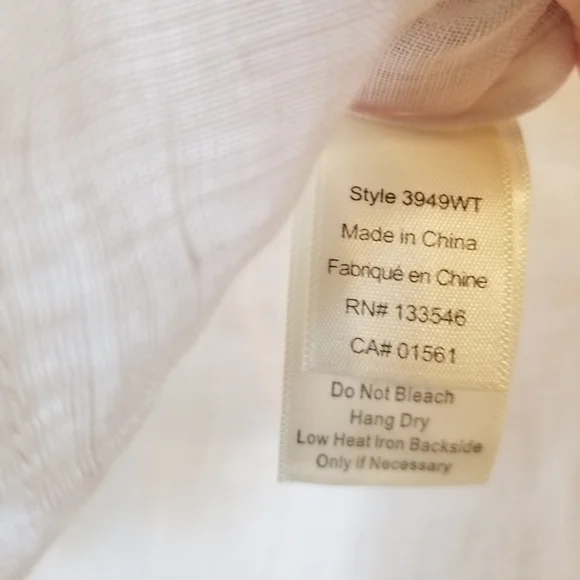 Style 3949WT
Made in China
Fabriqué en Chine
RN# 133546
CA# 01561
Do Not Bleach
Hang Dry
Low Heat Iron Backside
Only if Necessary